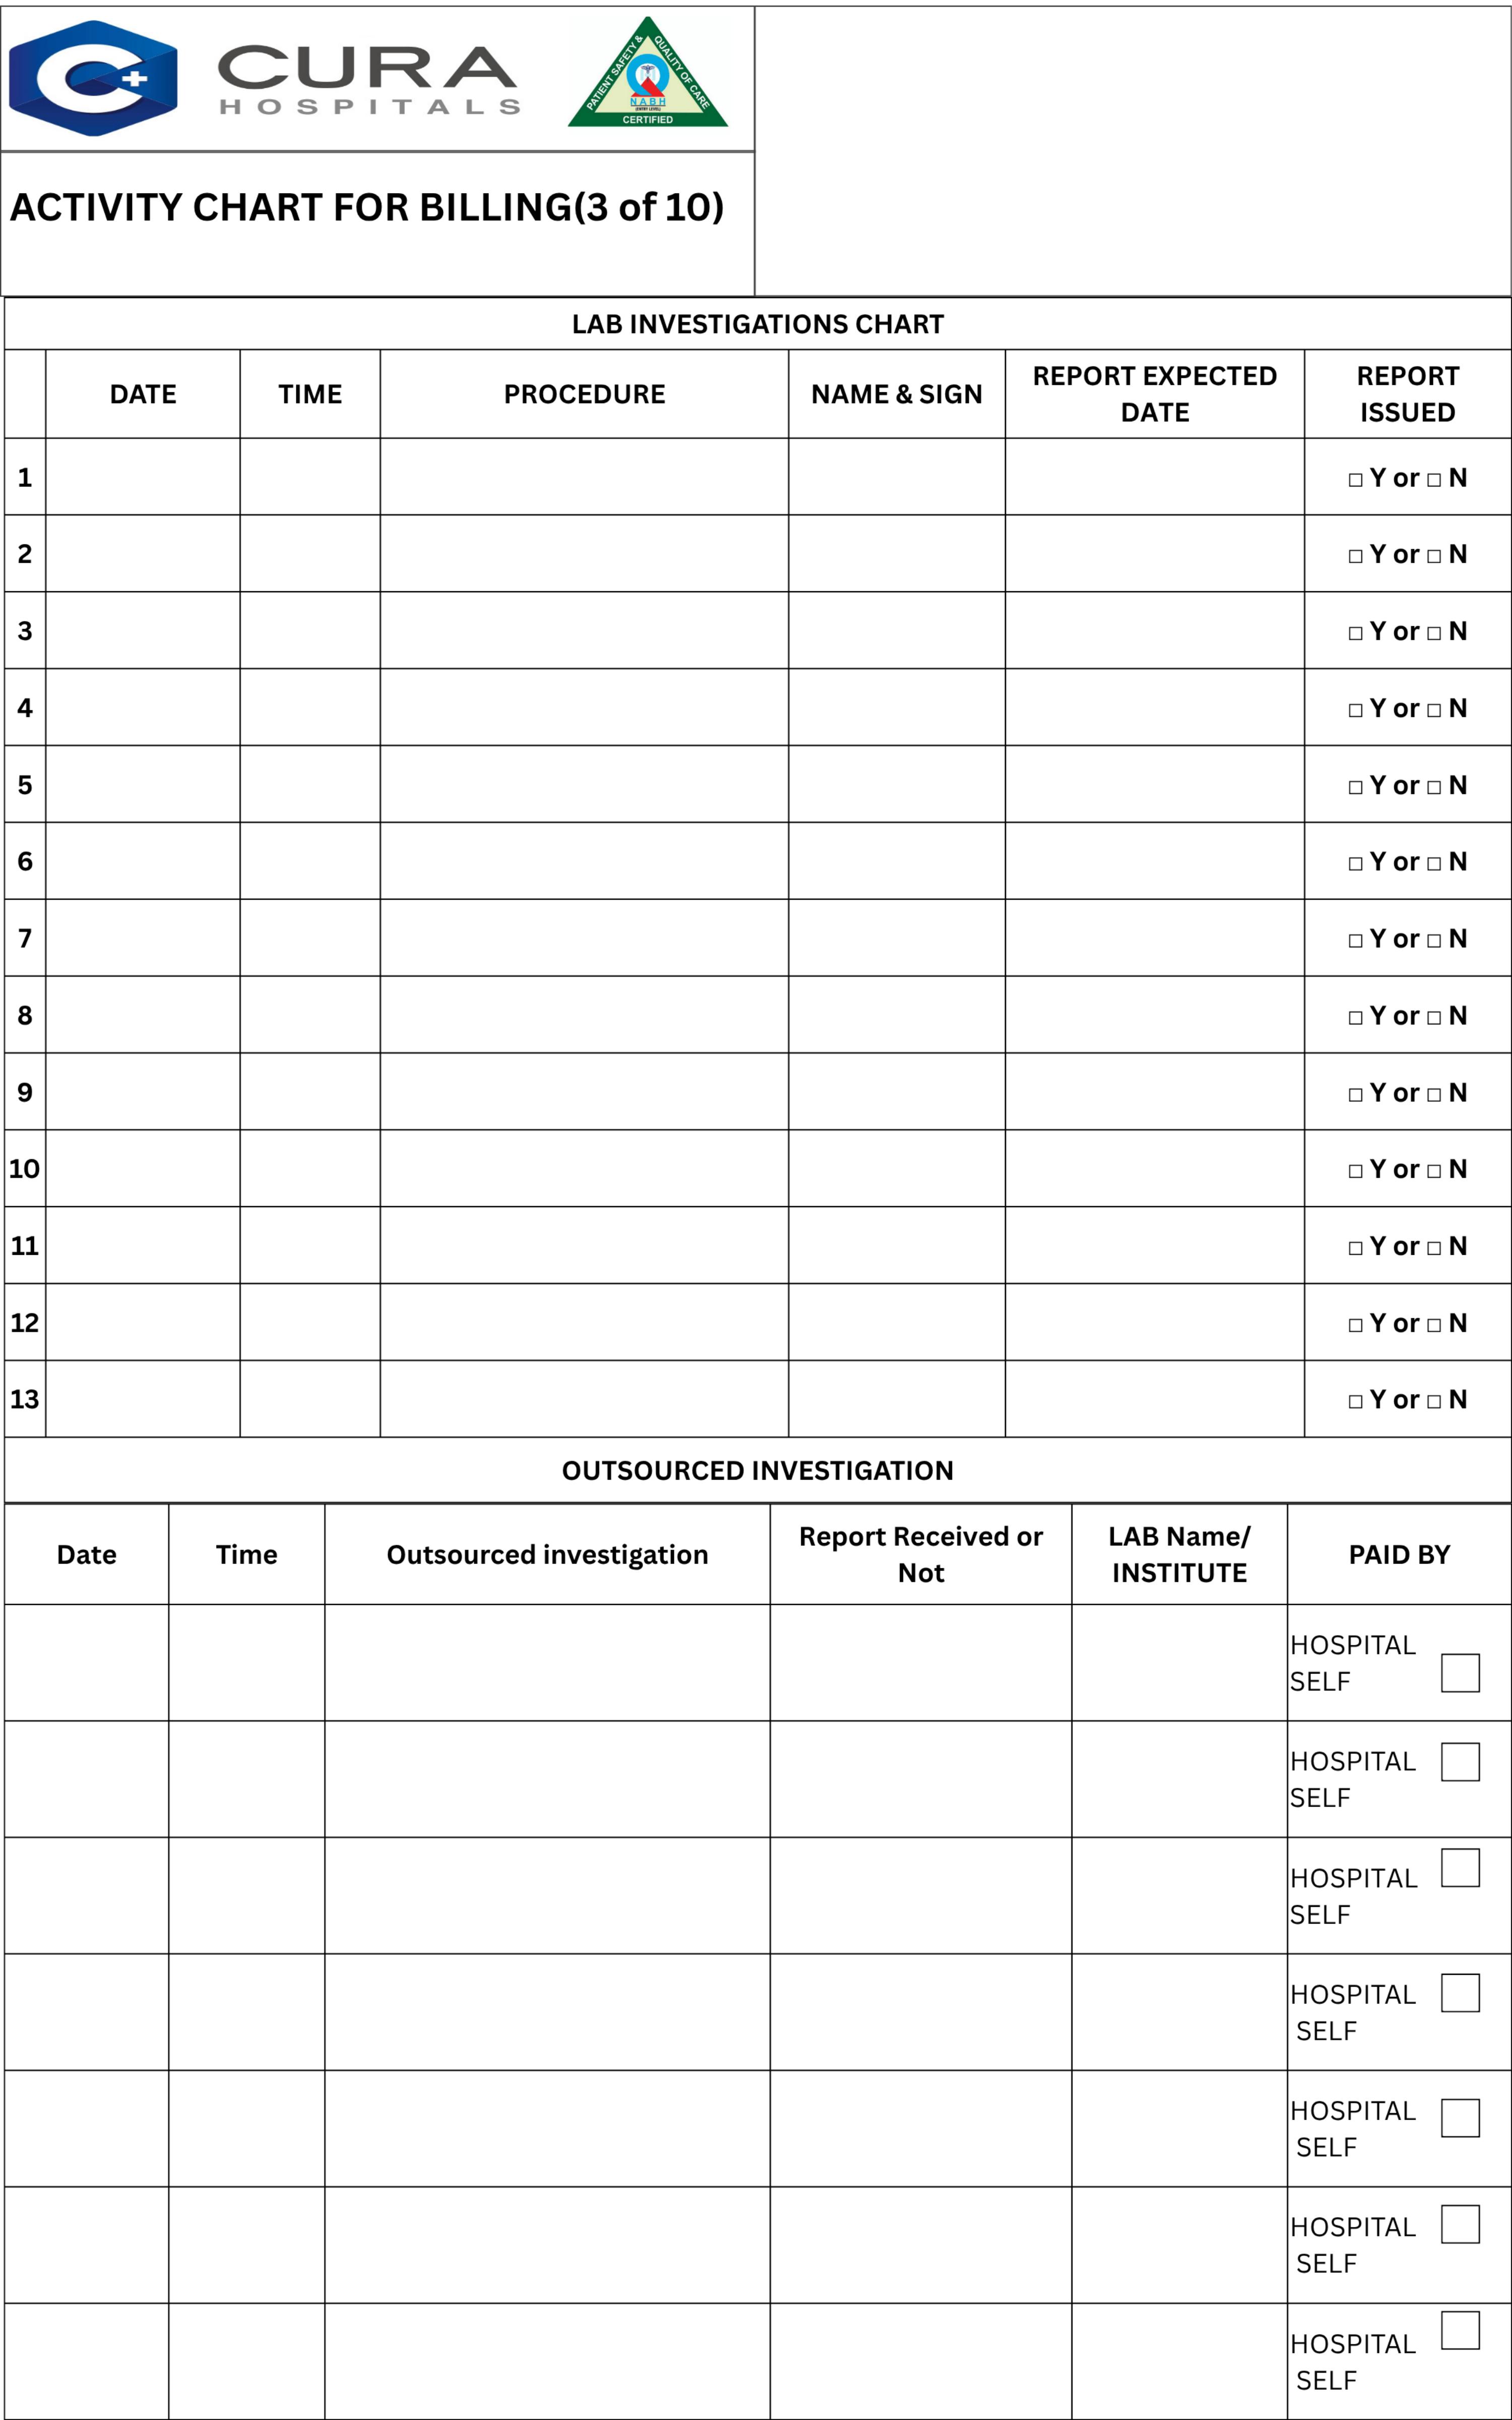 CURA
HOSPITALS
PATIENT SAFETY & QUALITY OF CARE
NABH
(ENTRY LEVEL)
CERTIFIED
ACTIVITY CHART FOR BILLING(3 of 10)
LAB INVESTIGATIONS CHART
DATE TIME PROCEDURE NAME & SIGN REPORT EXPECTED DATE REPORT ISSUED
1 □ Y or □ N
2 □ Y or □ N
3 □ Y or □ N
4 □ Y or □ N
5 □ Y or □ N
6 □ Y or □ N
7 □ Y or □ N
8 □ Y or □ N
9 □ Y or □ N
10 □ Y or □ N
11 □ Y or □ N
12 □ Y or □ N
13 □ Y or □ N
OUTSOURCED INVESTIGATION
Date Time Outsourced investigation Report Received or Not LAB Name/ INSTITUTE PAID BY
HOSPITAL
SELF
HOSPITAL
SELF
HOSPITAL
SELF
HOSPITAL
SELF
HOSPITAL
SELF
HOSPITAL
SELF
HOSPITAL
SELF